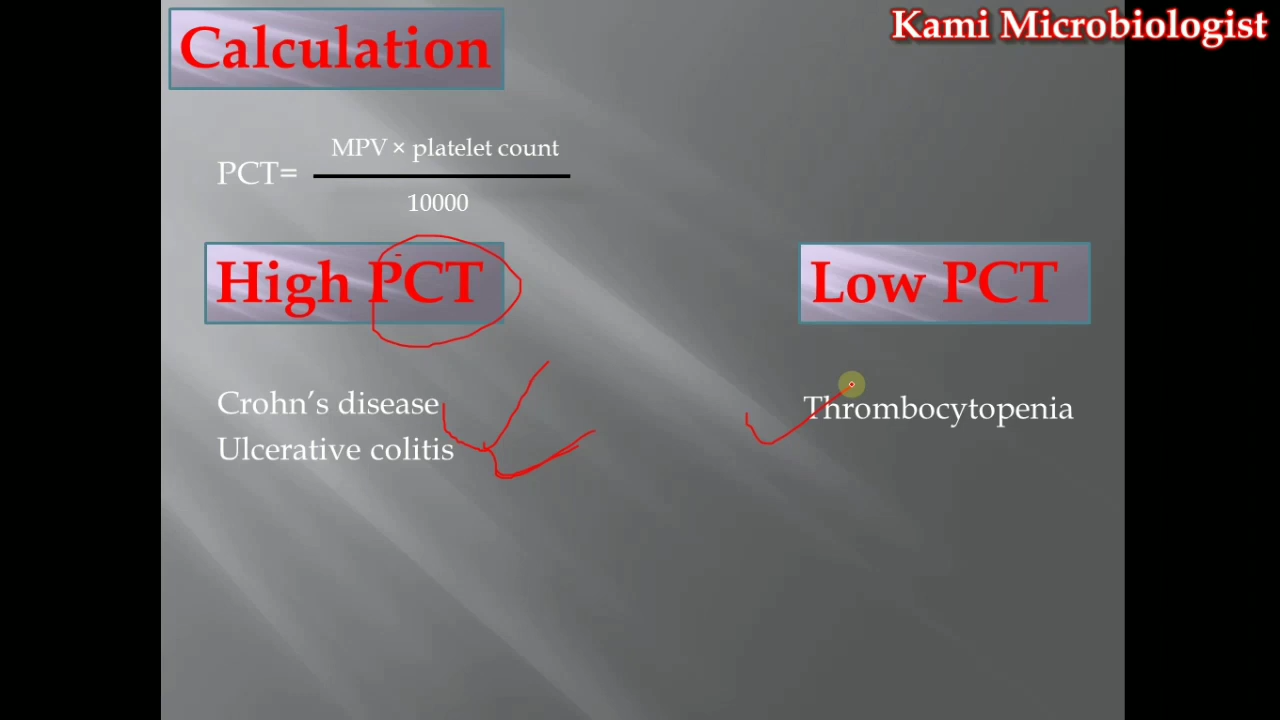 Kami Microbiologist
Calculation
MPV × platelet count
PCT=
10000
High PCT
Low PCT
Crohn’s disease
Thrombocytopenia
Ulcerative colitis